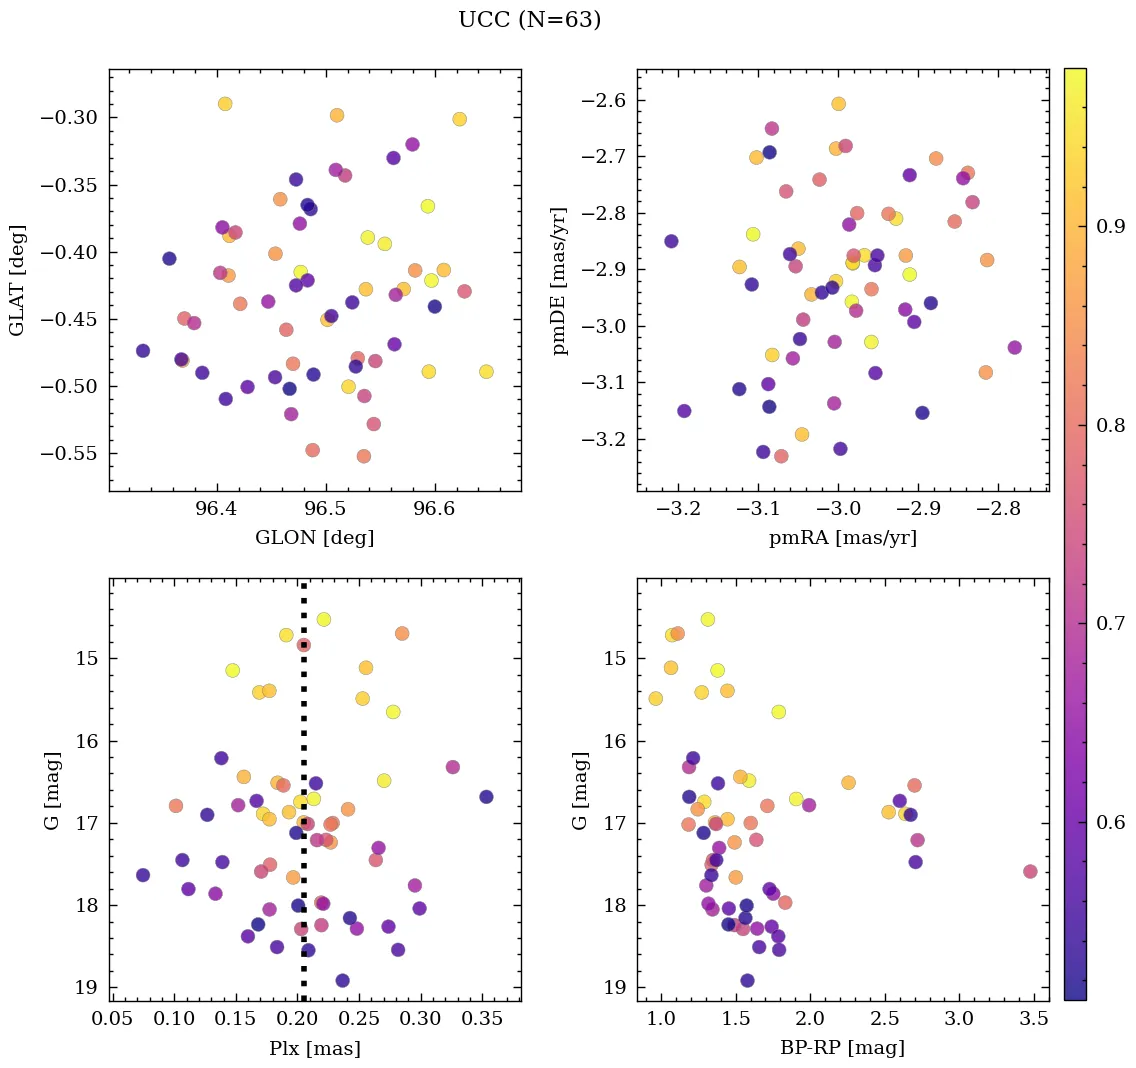 UCC (N=63)
−0.30
−0.35
−0.40
−0.45
−0.50
−0.55
GLAT [deg]
96.4 96.5 96.6
GLON [deg]
−2.6
−2.7
−2.8
−2.9
−3.0
−3.1
−3.2
pmDE [mas/yr]
−3.2 −3.1 −3.0 −2.9 −2.8
pmRA [mas/yr]
0.9
0.8
0.7
0.6
15
16
17
18
19
G [mag]
0.05 0.10 0.15 0.20 0.25 0.30 0.35
Plx [mas]
15
16
17
18
19
G [mag]
1.0 1.5 2.0 2.5 3.0 3.5
BP-RP [mag]